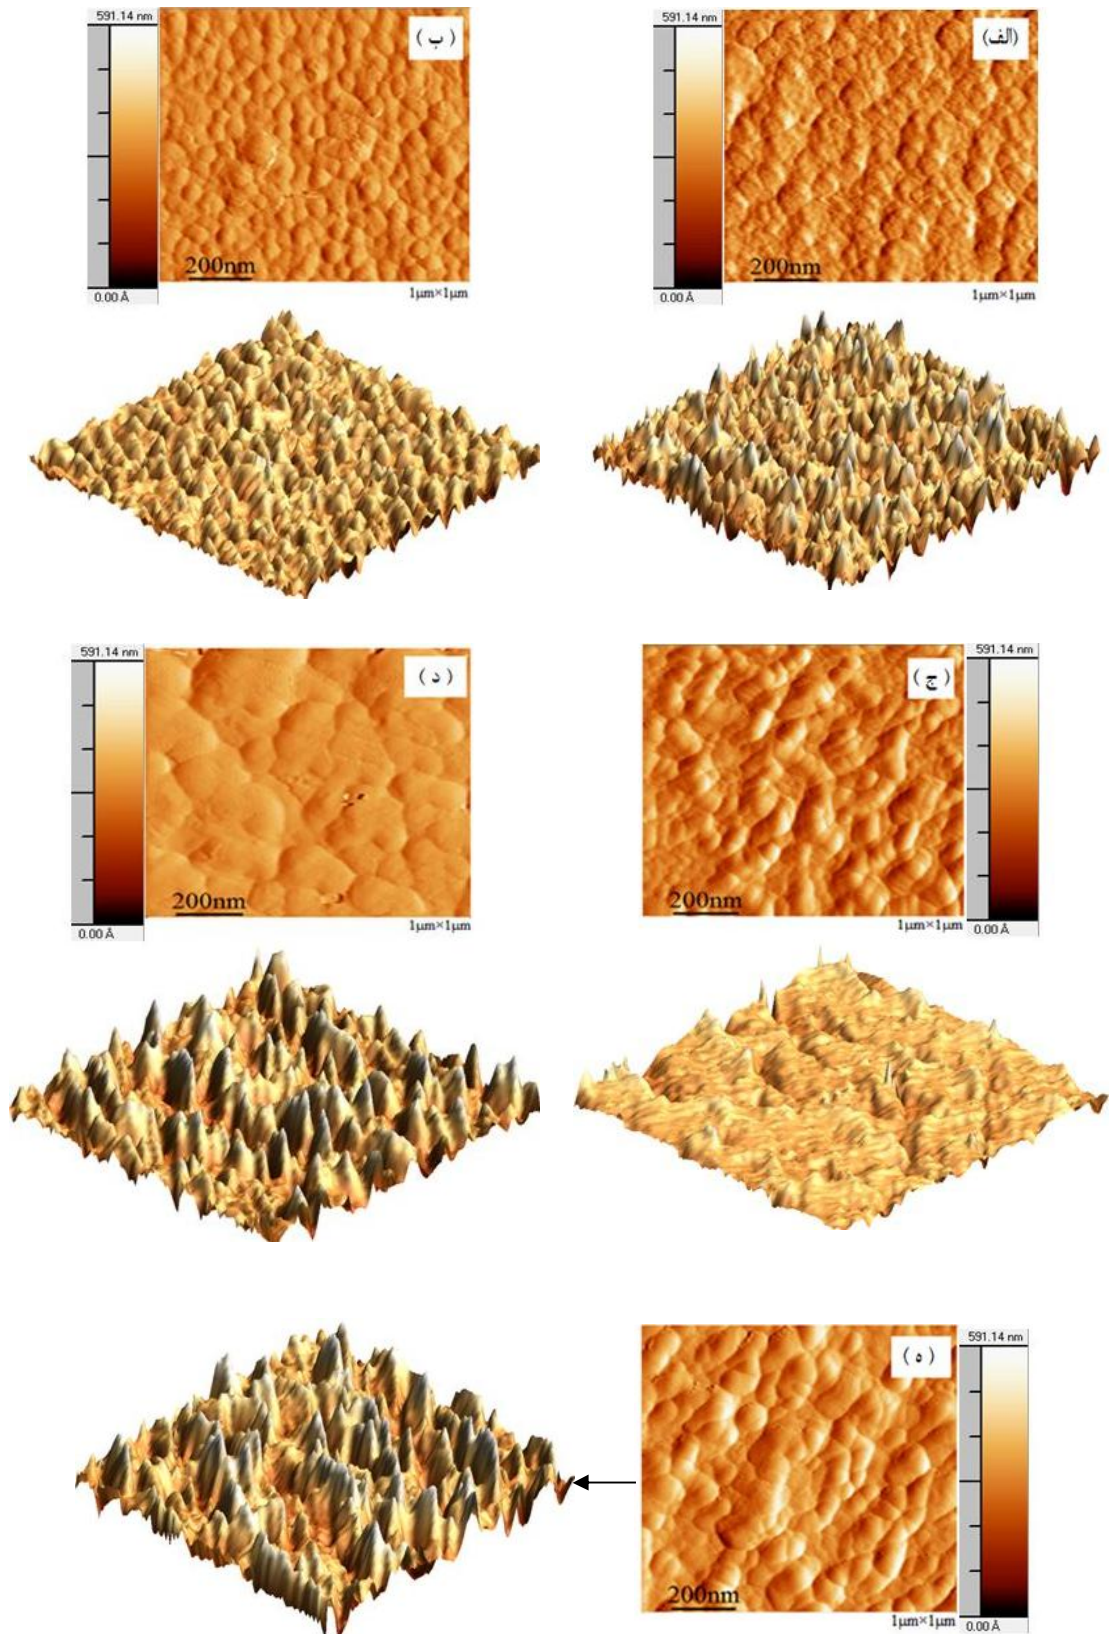 591.14 nm
(الف)
200nm
0.00 Å
1µm×1µm
591.14 nm
( ب )
200nm
0.00 Å
1µm×1µm
591.14 nm
( ج )
200nm
1µm×1µm
0.00 Å
591.14 nm
( د )
200nm
0.00 Å
1µm×1µm
591.14 nm
( ه )
200nm
1µm×1µm
0.00 Å